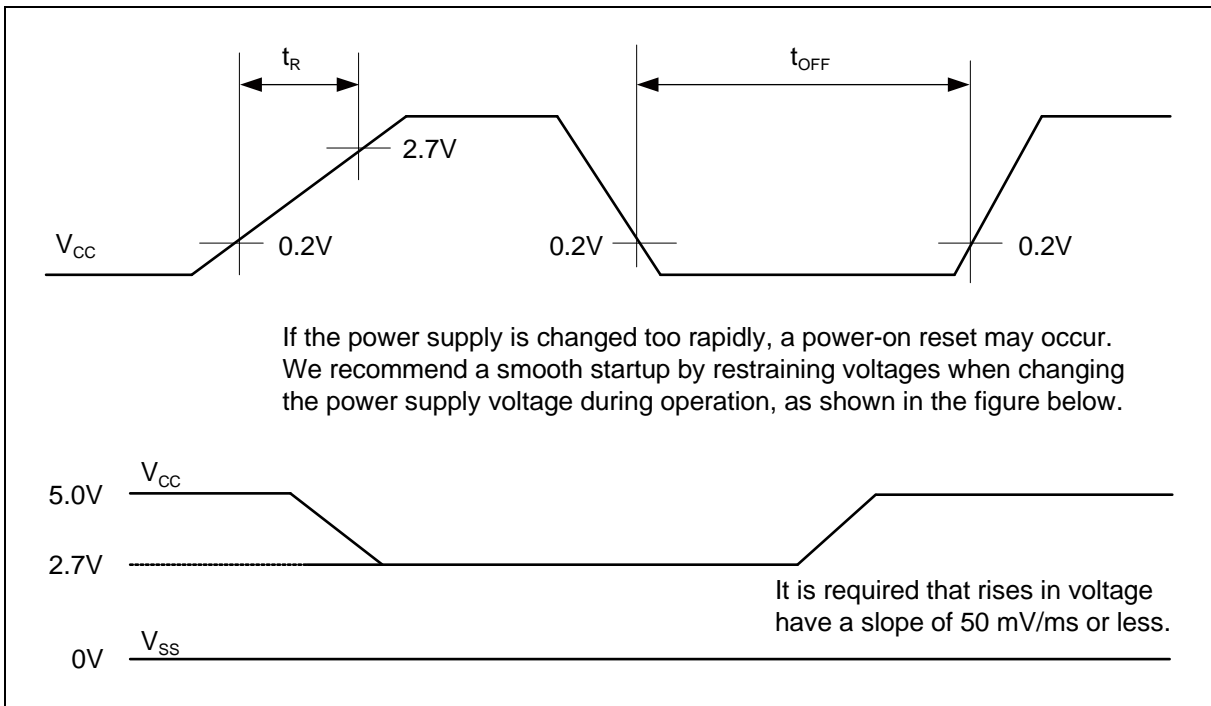 t_R
t_OFF
2.7V
V_CC
0.2V
0.2V
0.2V
If the power supply is changed too rapidly, a power-on reset may occur.
We recommend a smooth startup by restraining voltages when changing
the power supply voltage during operation, as shown in the figure below.
V_CC
5.0V
2.7V
It is required that rises in voltage
have a slope of 50 mV/ms or less.
V_SS
0V